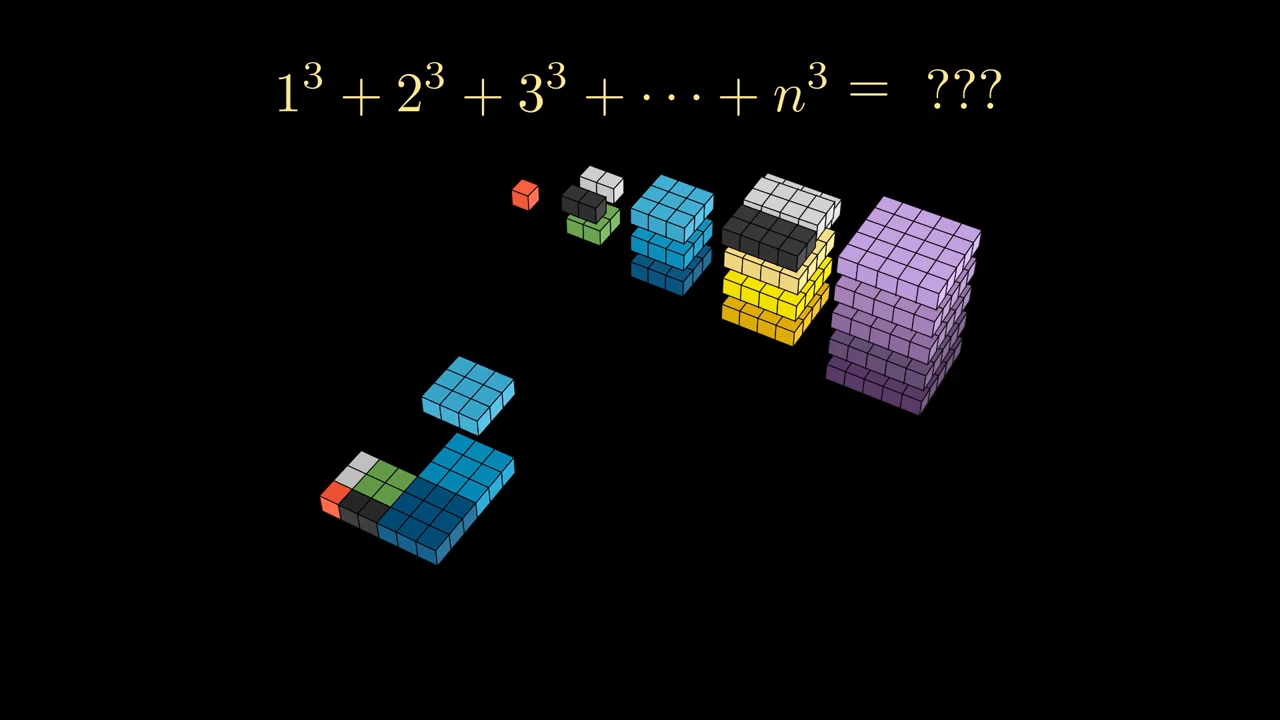 1³ + 2³ + 3³ + ⋯ + n³ = ???